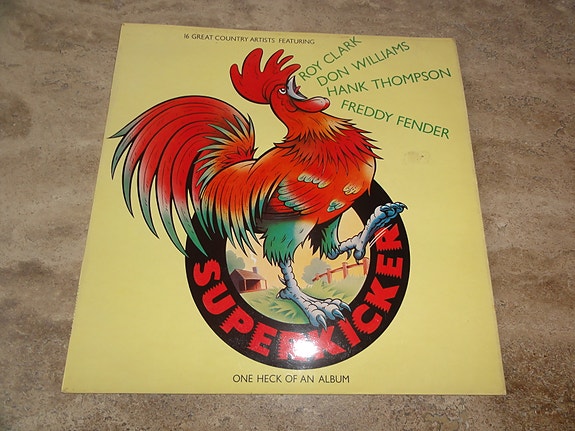 16 GREAT COUNTRY ARTISTS FEATURING
ROY CLARK
DON WILLIAMS
HANK THOMPSON
FREDDY FENDER
SUPERKICKER
ONE HECK OF AN ALBUM